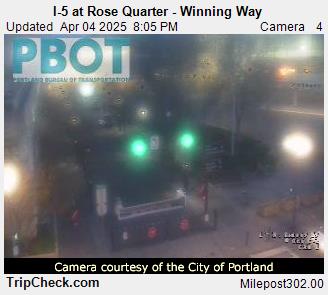 I-5 at Rose Quarter - Winning Way
Updated Apr 04 2025 8:05 PM Camera 4
PBOT
PORTLAND BUREAU OF TRANSPORTATION
Camera courtesy of the City of Portland
TripCheck.com Milepost302.00